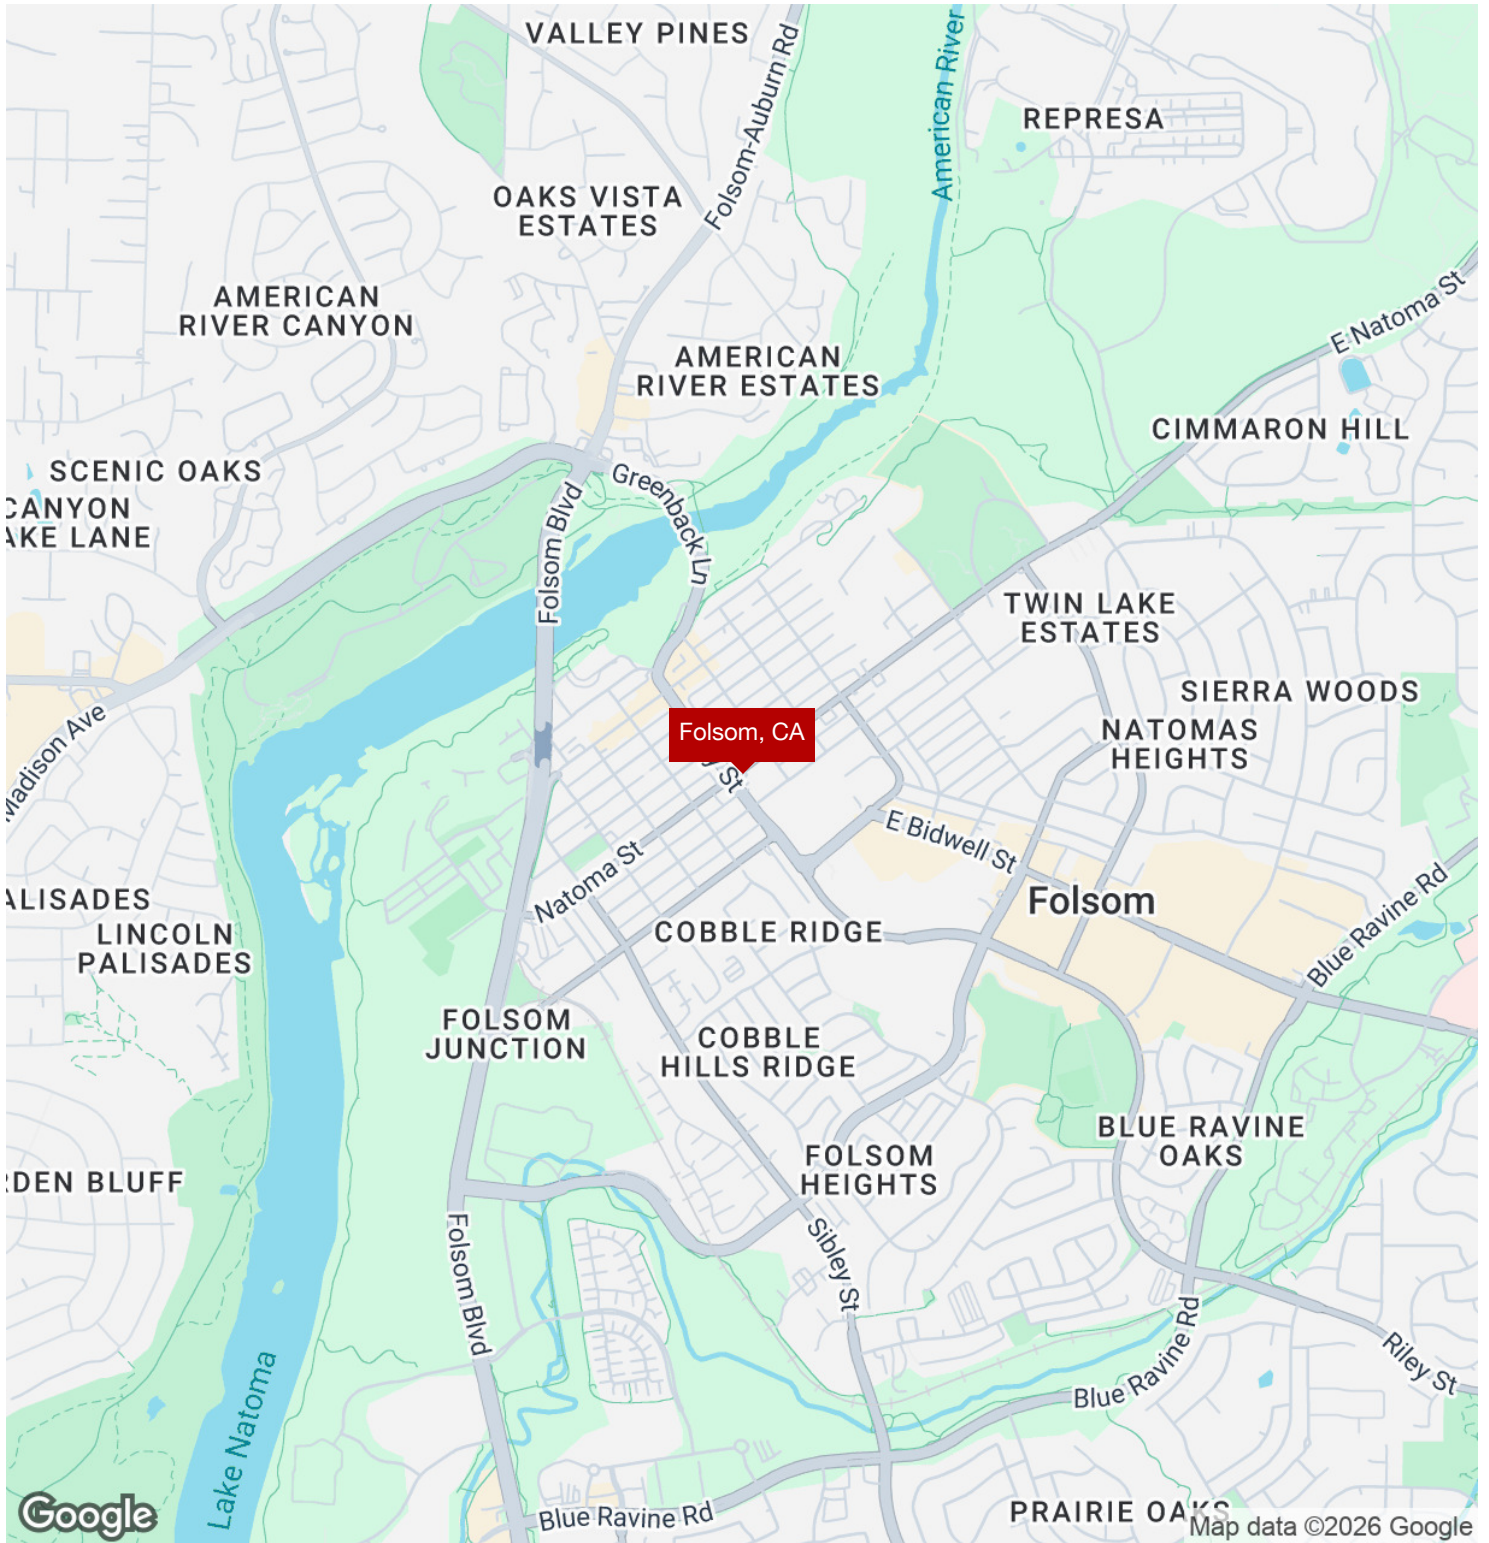 VALLEY PINES
Folsom-Auburn Rd
American River
REPRESA
OAKS VISTA
ESTATES
AMERICAN
RIVER CANYON
E Natoma St
AMERICAN
RIVER ESTATES
CIMMARON HILL
SCENIC OAKS
CANYON
AKE LANE
Greenback Ln
Folsom Blvd
TWIN LAKE
ESTATES
SIERRA WOODS
NATOMAS
HEIGHTS
Madison Ave
Folsom, CA
y St
E Bidwell St
Natoma St
Folsom
ALISADES
LINCOLN
PALISADES
COBBLE RIDGE
Blue Ravine Rd
FOLSOM
JUNCTION
COBBLE
HILLS RIDGE
BLUE RAVINE
OAKS
FOLSOM
HEIGHTS
RDEN BLUFF
Folsom Blvd
Sibley St
Blue Ravine Rd
Riley St
Lake Natoma
Blue Ravine Rd
PRAIRIE OAKS
Google
Map data ©2026 Google